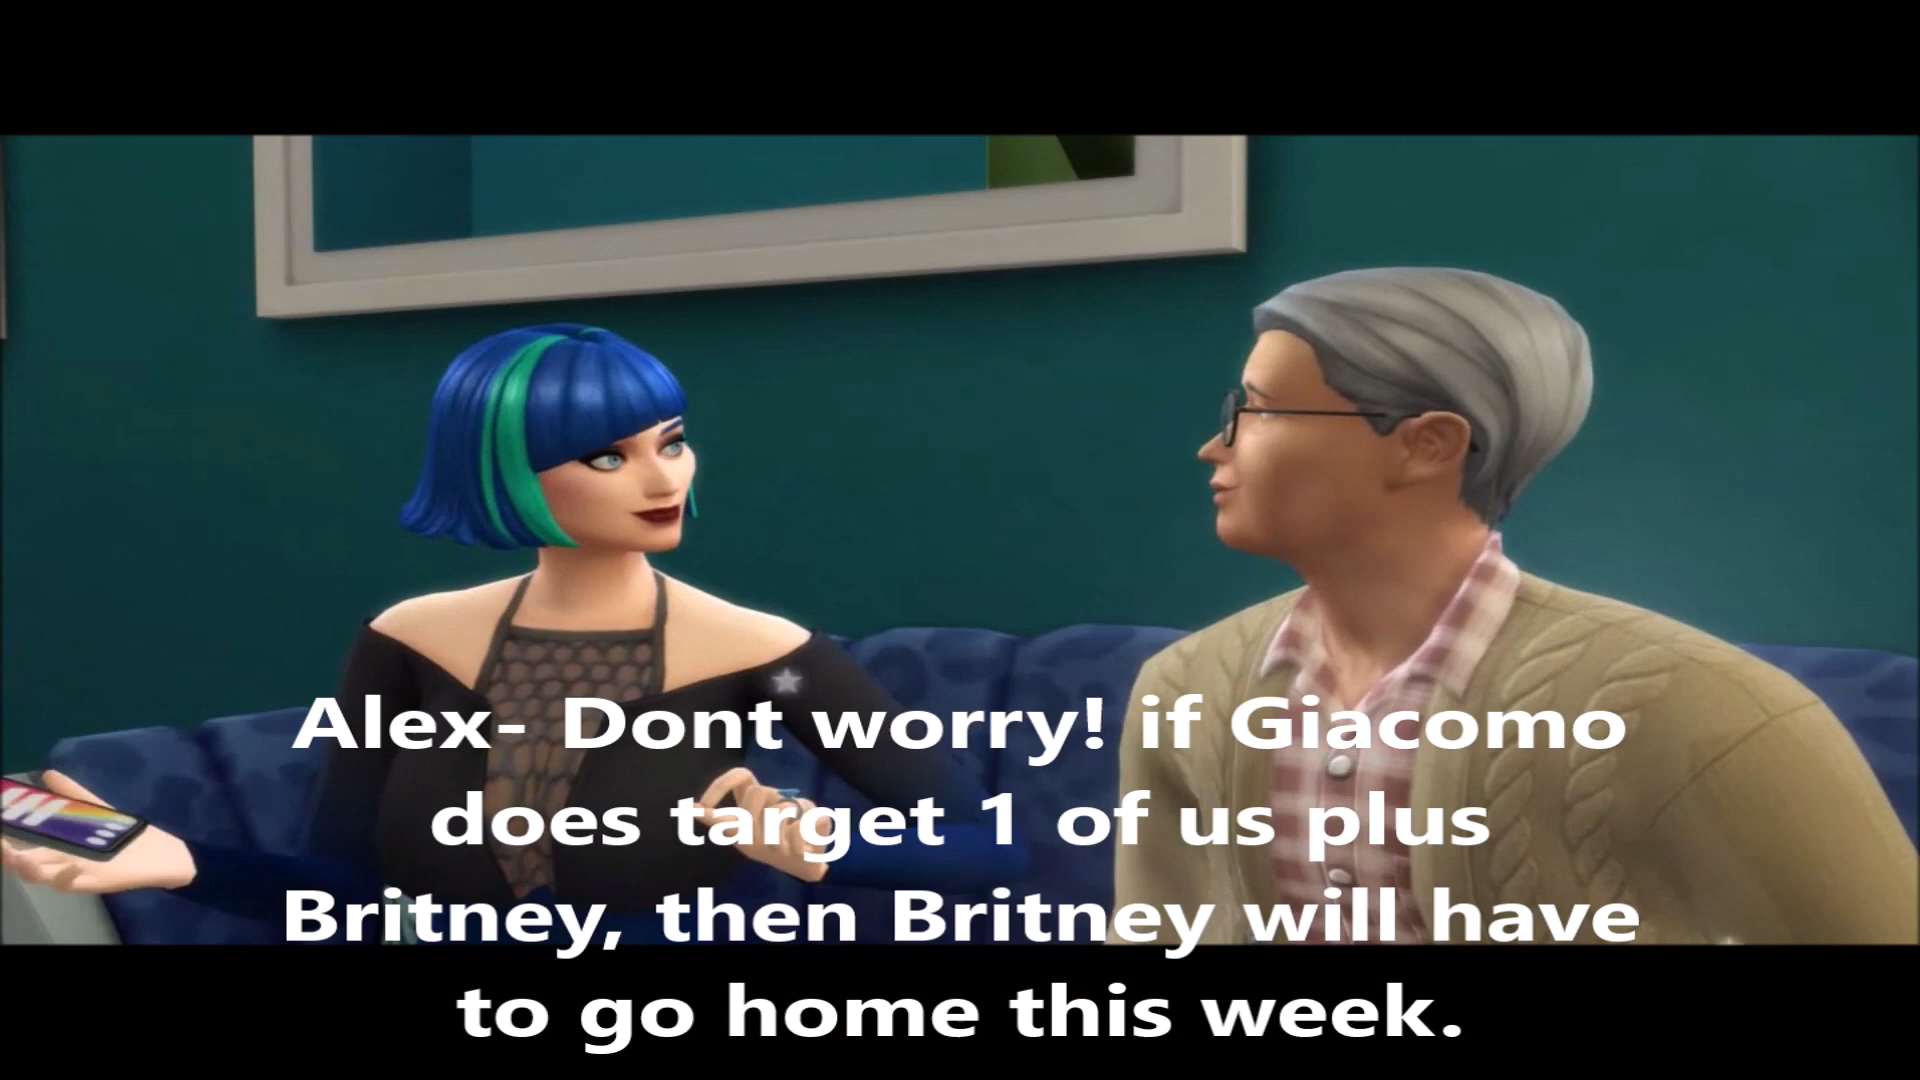 Alex- Dont worry! if Giacomo
does target 1 of us plus
Britney, then Britney will have
to go home this week.